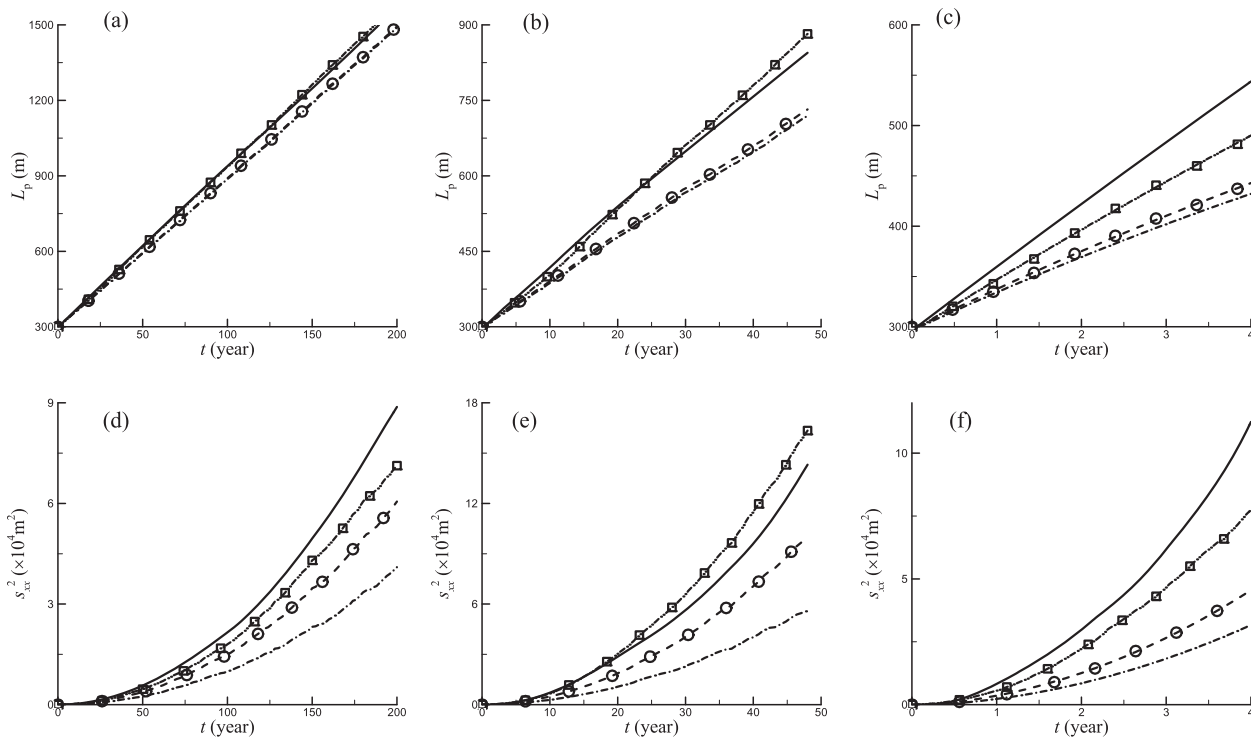 (a)
1500
1200
900
600
300
L_p (m)
0 50 100 150 200
t (year)
(b)
900
750
600
450
300
L_p (m)
0 10 20 30 40 50
t (year)
(c)
600
500
400
300
L_p (m)
0 1 2 3 4
t (year)
(d)
9
6
3
0
s_xx^2 (×10^4m^2)
0 50 100 150 200
t (year)
(e)
18
12
6
0
s_xx^2 (×10^4m^2)
0 10 20 30 40 50
t (year)
(f)
10
5
0
s_xx^2 (×10^4m^2)
0 1 2 3 4
t (year)